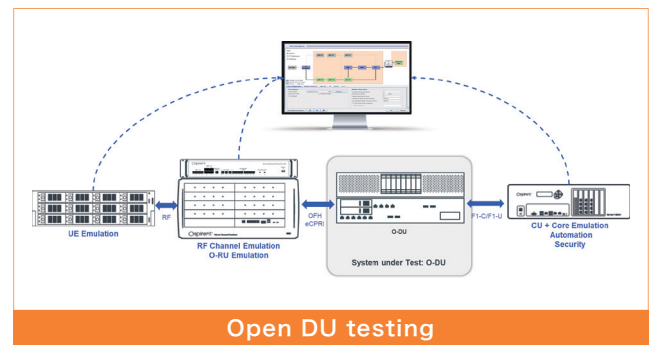 Spirent
UE Emulation
RF
RF Channel Emulation
O-RU Emulation
OFH
eCPRI
O-DU
System under Test: O-DU
F1-C/F1-U
CU + Core Emulation
Automation
Security
Open DU testing